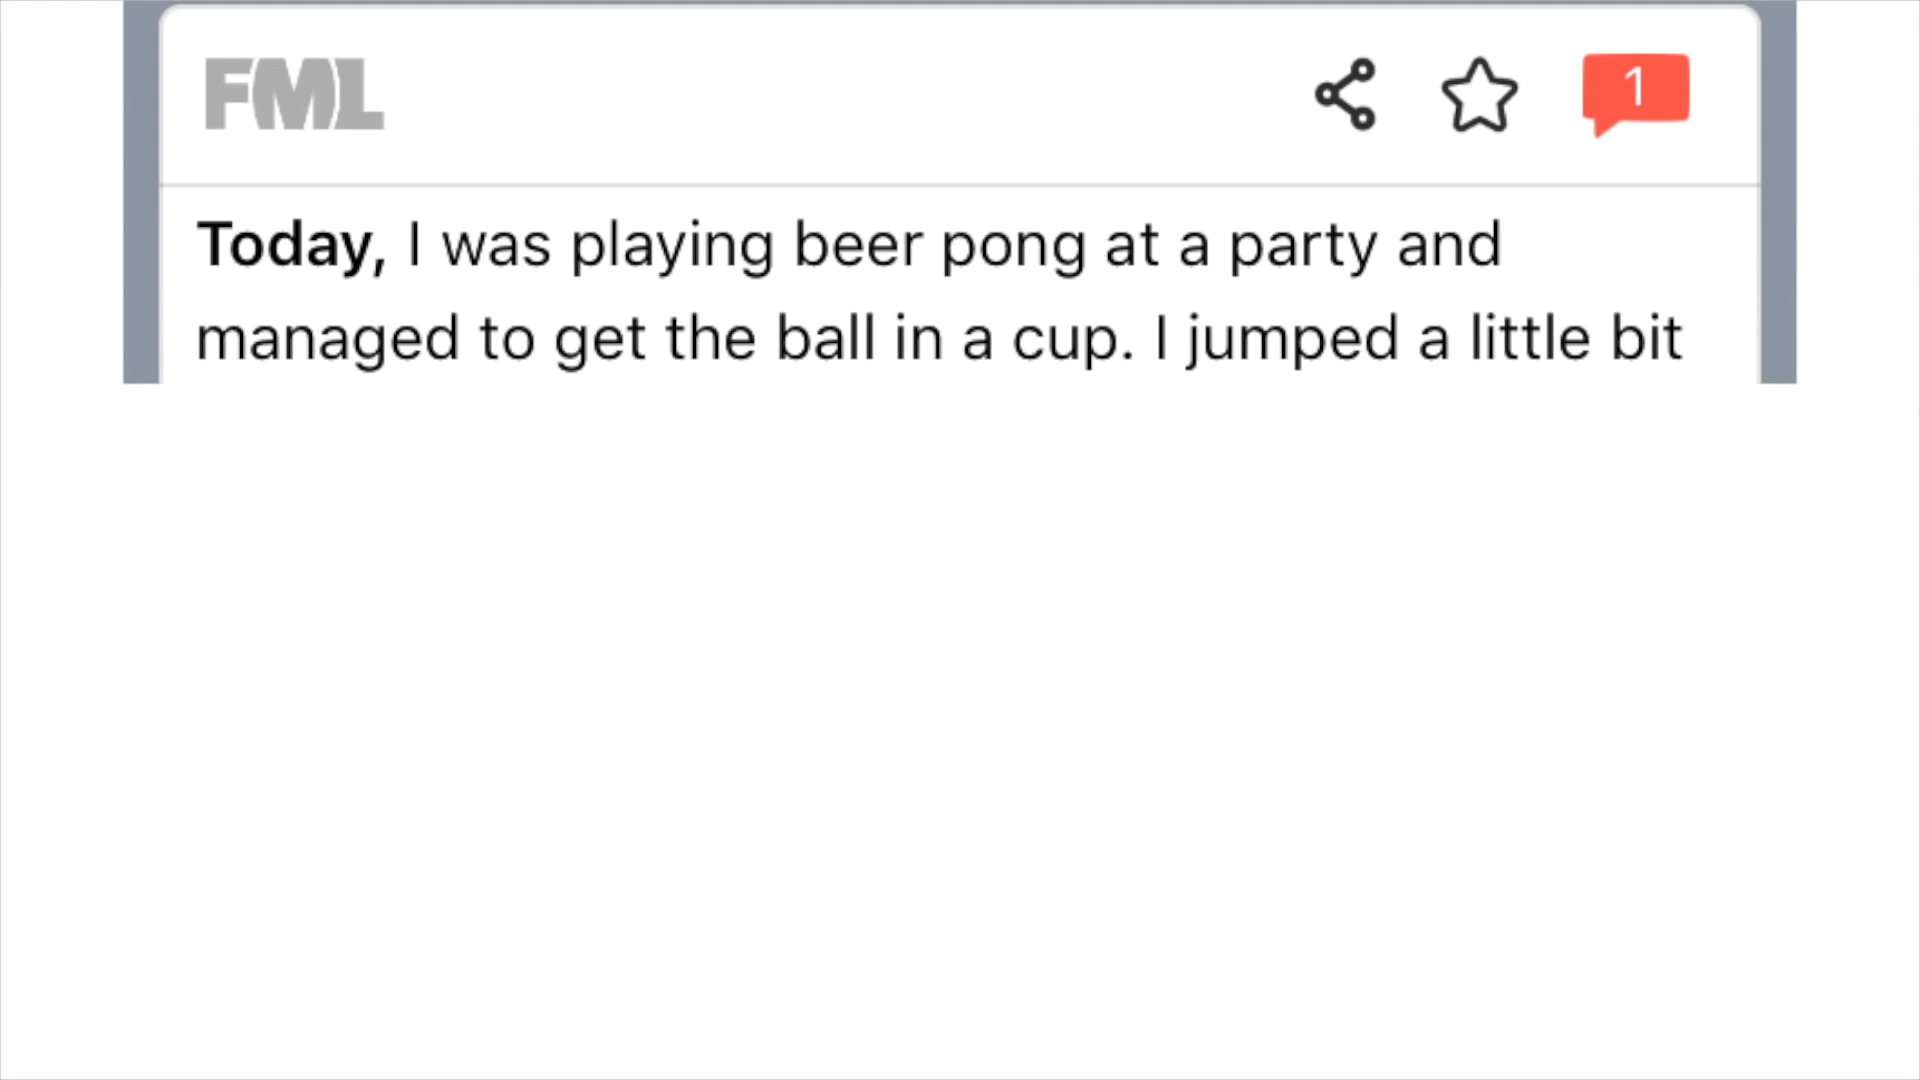 FML
1
Today, I was playing beer pong at a party and
managed to get the ball in a cup. I jumped a little bit